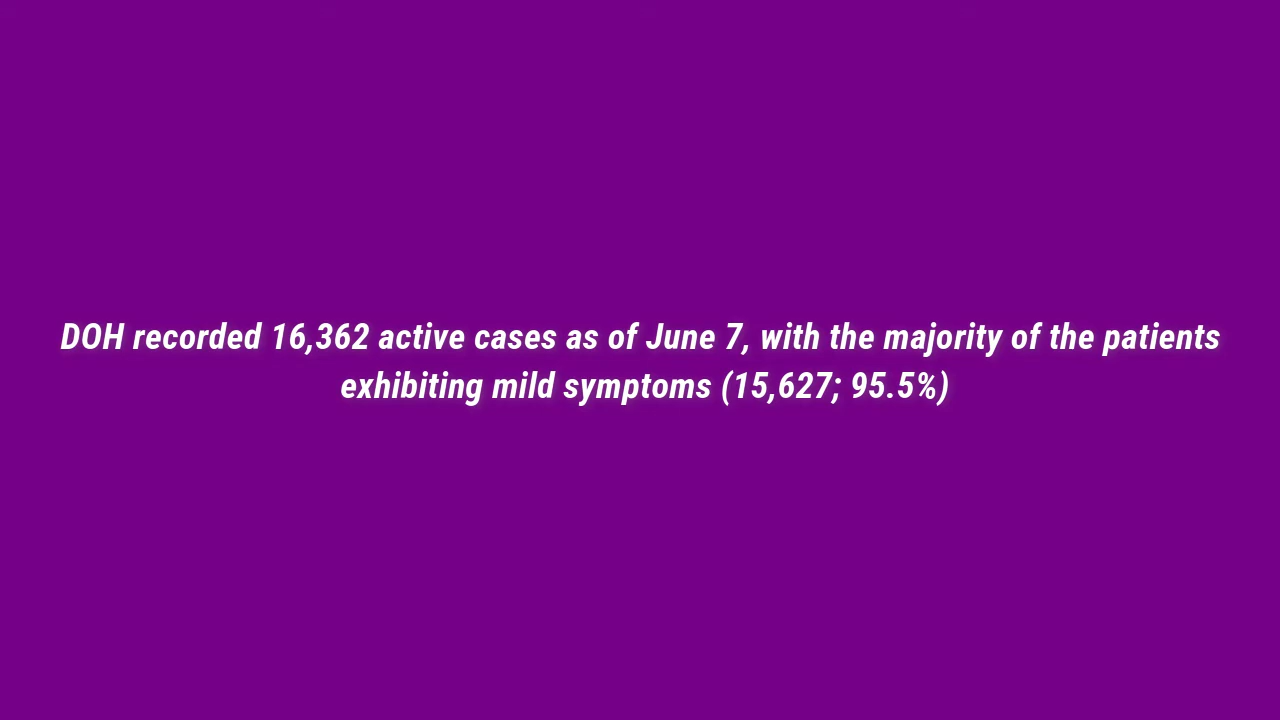 DOH recorded 16,362 active cases as of June 7, with the majority of the patients
exhibiting mild symptoms (15,627; 95.5%)